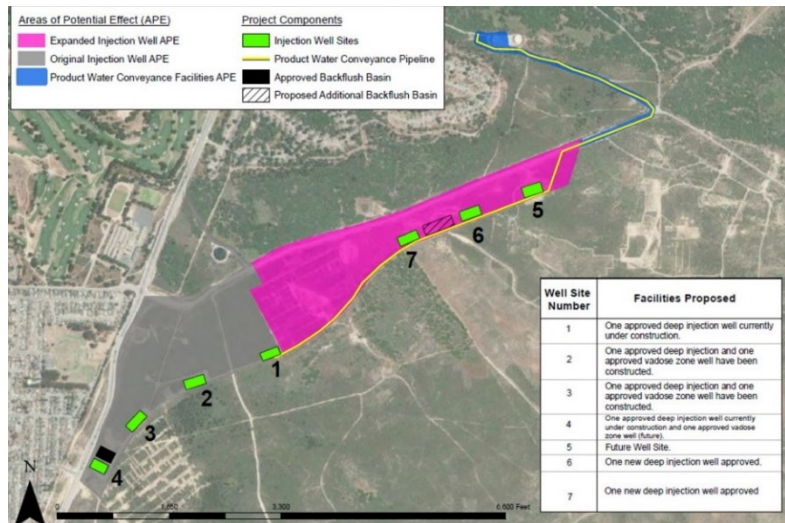 Areas of Potential Effect (APE)
Expanded Injection Well APE
Original Injection Well APE
Product Water Conveyance Facilities APE
Project Components
Injection Well Sites
Product Water Conveyance Pipeline
Approved Backflush Basin
Proposed Additional Backflush Basin
5
6
7
1
2
3
4
Well Site
Number
Facilities Proposed
1
One approved deep injection well currently
under construction.
2
One approved deep injection and one
approved vadose zone well have been
constructed.
3
One approved deep injection and one
approved vadose zone well have been
constructed.
4
One approved deep injection well currently
under construction and one approved vadose
zone well (future).
5
Future Well Site.
6
One new deep injection well approved.
7
One new deep injection well approved
N
0
1,650
3,300
6,600 Feet